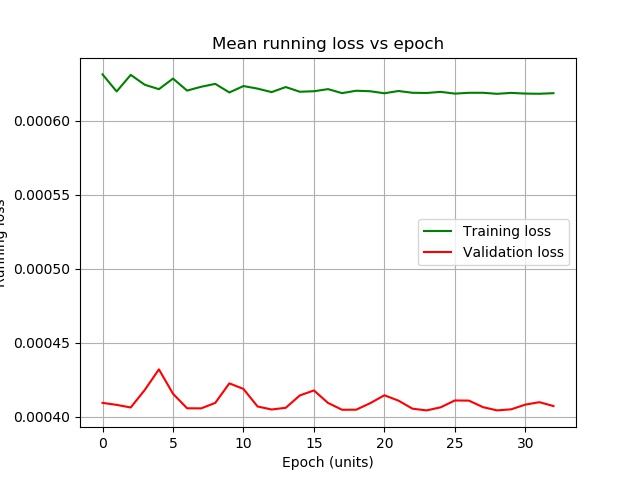 Mean running loss vs epoch
0.00060
0.00055
0.00050
0.00045
0.00040
Running loss
Training loss
Validation loss
0 5 10 15 20 25 30
Epoch (units)